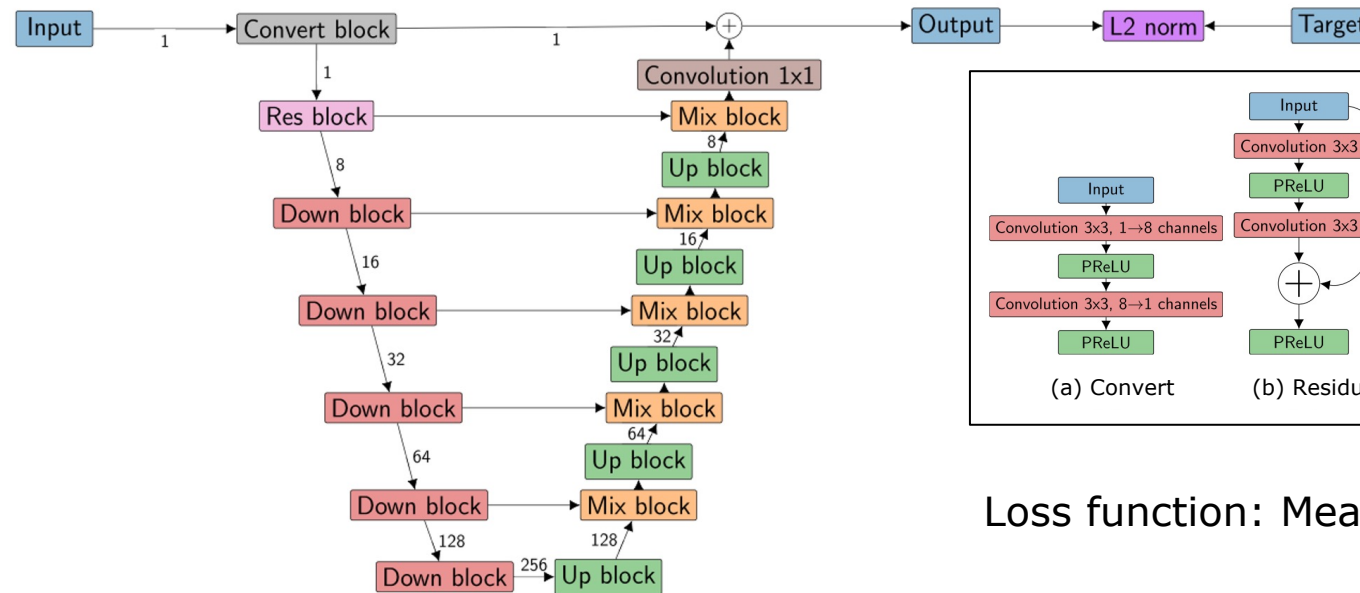 Input
1
Convert block
1
Output
L2 norm
Target
1
Convolution 1x1
Res block
Mix block
8
8
Up block
Down block
Mix block
16
16
Up block
Down block
Mix block
32
32
Up block
Down block
Mix block
64
64
Up block
Down block
Mix block
128
128
Down block
256
Up block
Input
Convolution 3x3, 1→8 channels
PReLU
Convolution 3x3, 8→1 channels
PReLU
(a) Convert
Input
Convolution 3x3
PReLU
Convolution 3x3
PReLU
(b) Residu
Loss function: Mea